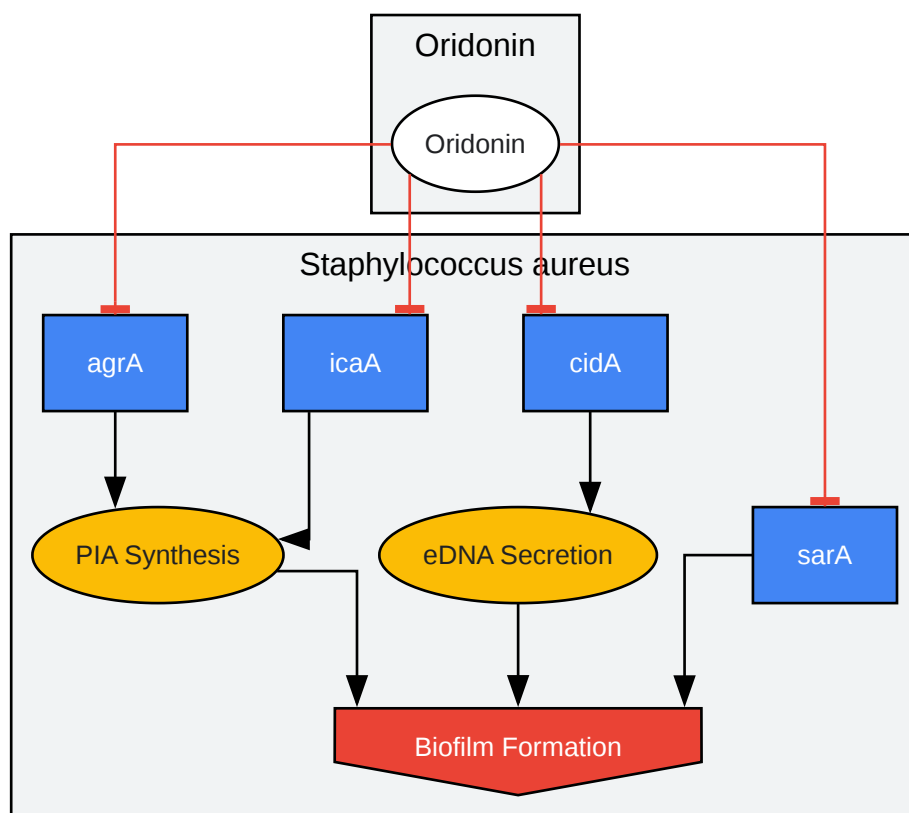 Oridonin
Oridonin
Staphylococcus aureus
agrA
icaA
cidA
PIA Synthesis
eDNA Secretion
sarA
Biofilm Formation